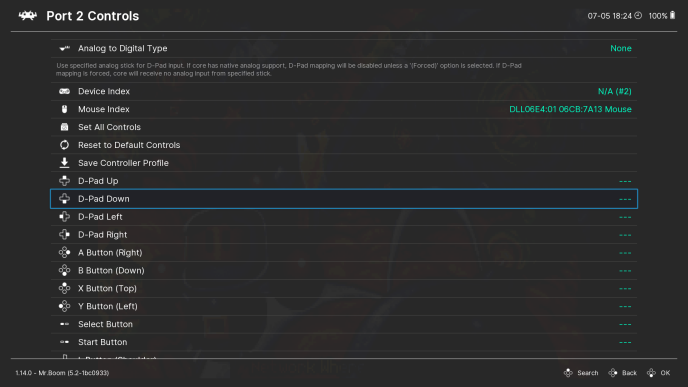 Port 2 Controls
07-05 18:24
100%
Analog to Digital Type
None
Use specified analog stick for D-Pad input. If core has native analog support, D-Pad mapping will be disabled unless a '(Forced)' option is selected. If D-Pad
mapping is forced, core will receive no analog input from specified stick.
Device Index
N/A (#2)
Mouse Index
DLL06E4:01 06CB:7A13 Mouse
Set All Controls
Reset to Default Controls
Save Controller Profile
D-Pad Up
---
D-Pad Down
---
D-Pad Left
---
D-Pad Right
---
A Button (Right)
---
B Button (Down)
---
X Button (Top)
---
Y Button (Left)
---
Select Button
---
Start Button
---
L Button (Shoulder)
1.14.0 - Mr.Boom (5.2-1bc0933)
Search
Back
OK